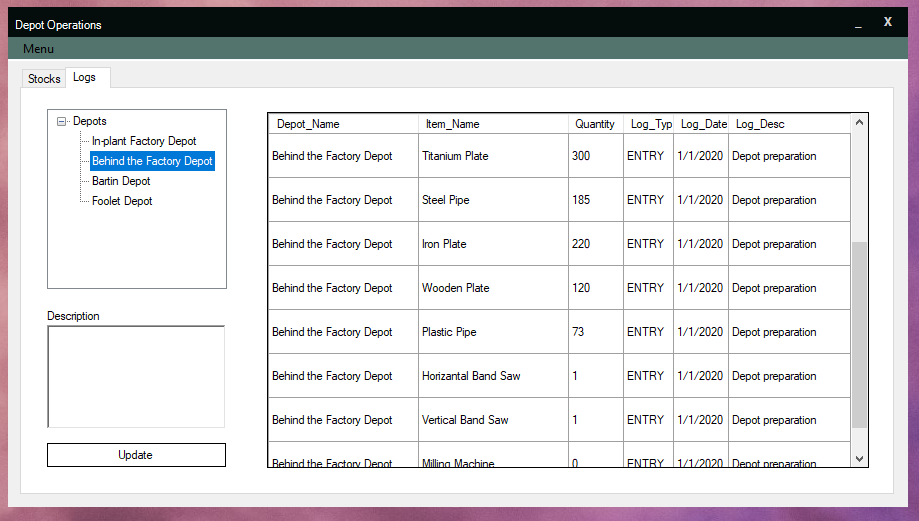 Depot Operations _ X
Menu
Stocks Logs
Depots
In-plant Factory Depot
Behind the Factory Depot
Bartin Depot
Foolet Depot
Description
Update
Depot_Name Item_Name Quantity Log_Typ Log_Date Log_Desc
Behind the Factory Depot Titanium Plate 300 ENTRY 1/1/2020 Depot preparation
Behind the Factory Depot Steel Pipe 185 ENTRY 1/1/2020 Depot preparation
Behind the Factory Depot Iron Plate 220 ENTRY 1/1/2020 Depot preparation
Behind the Factory Depot Wooden Plate 120 ENTRY 1/1/2020 Depot preparation
Behind the Factory Depot Plastic Pipe 73 ENTRY 1/1/2020 Depot preparation
Behind the Factory Depot Horizantal Band Saw 1 ENTRY 1/1/2020 Depot preparation
Behind the Factory Depot Vertical Band Saw 1 ENTRY 1/1/2020 Depot preparation
Behind the Factory Depot Milling Machine 0 ENTRY 1/1/2020 Depot preparation